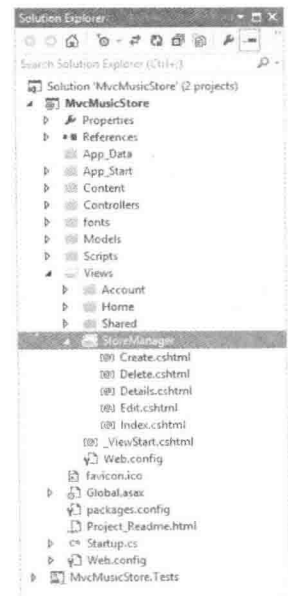 Solution Explorer
Search Solution Explorer (Ctrl+;)
Solution 'MvcMusicStore' (2 projects)
MvcMusicStore
Properties
References
App_Data
App_Start
Content
Controllers
fonts
Models
Scripts
Views
Account
Home
Shared
StoreManager
Create.cshtml
Delete.cshtml
Details.cshtml
Edit.cshtml
Index.cshtml
_ViewStart.cshtml
Web.config
favicon.ico
Global.asax
packages.config
Project_Readme.html
C# Startup.cs
Web.config
MvcMusicStore.Tests